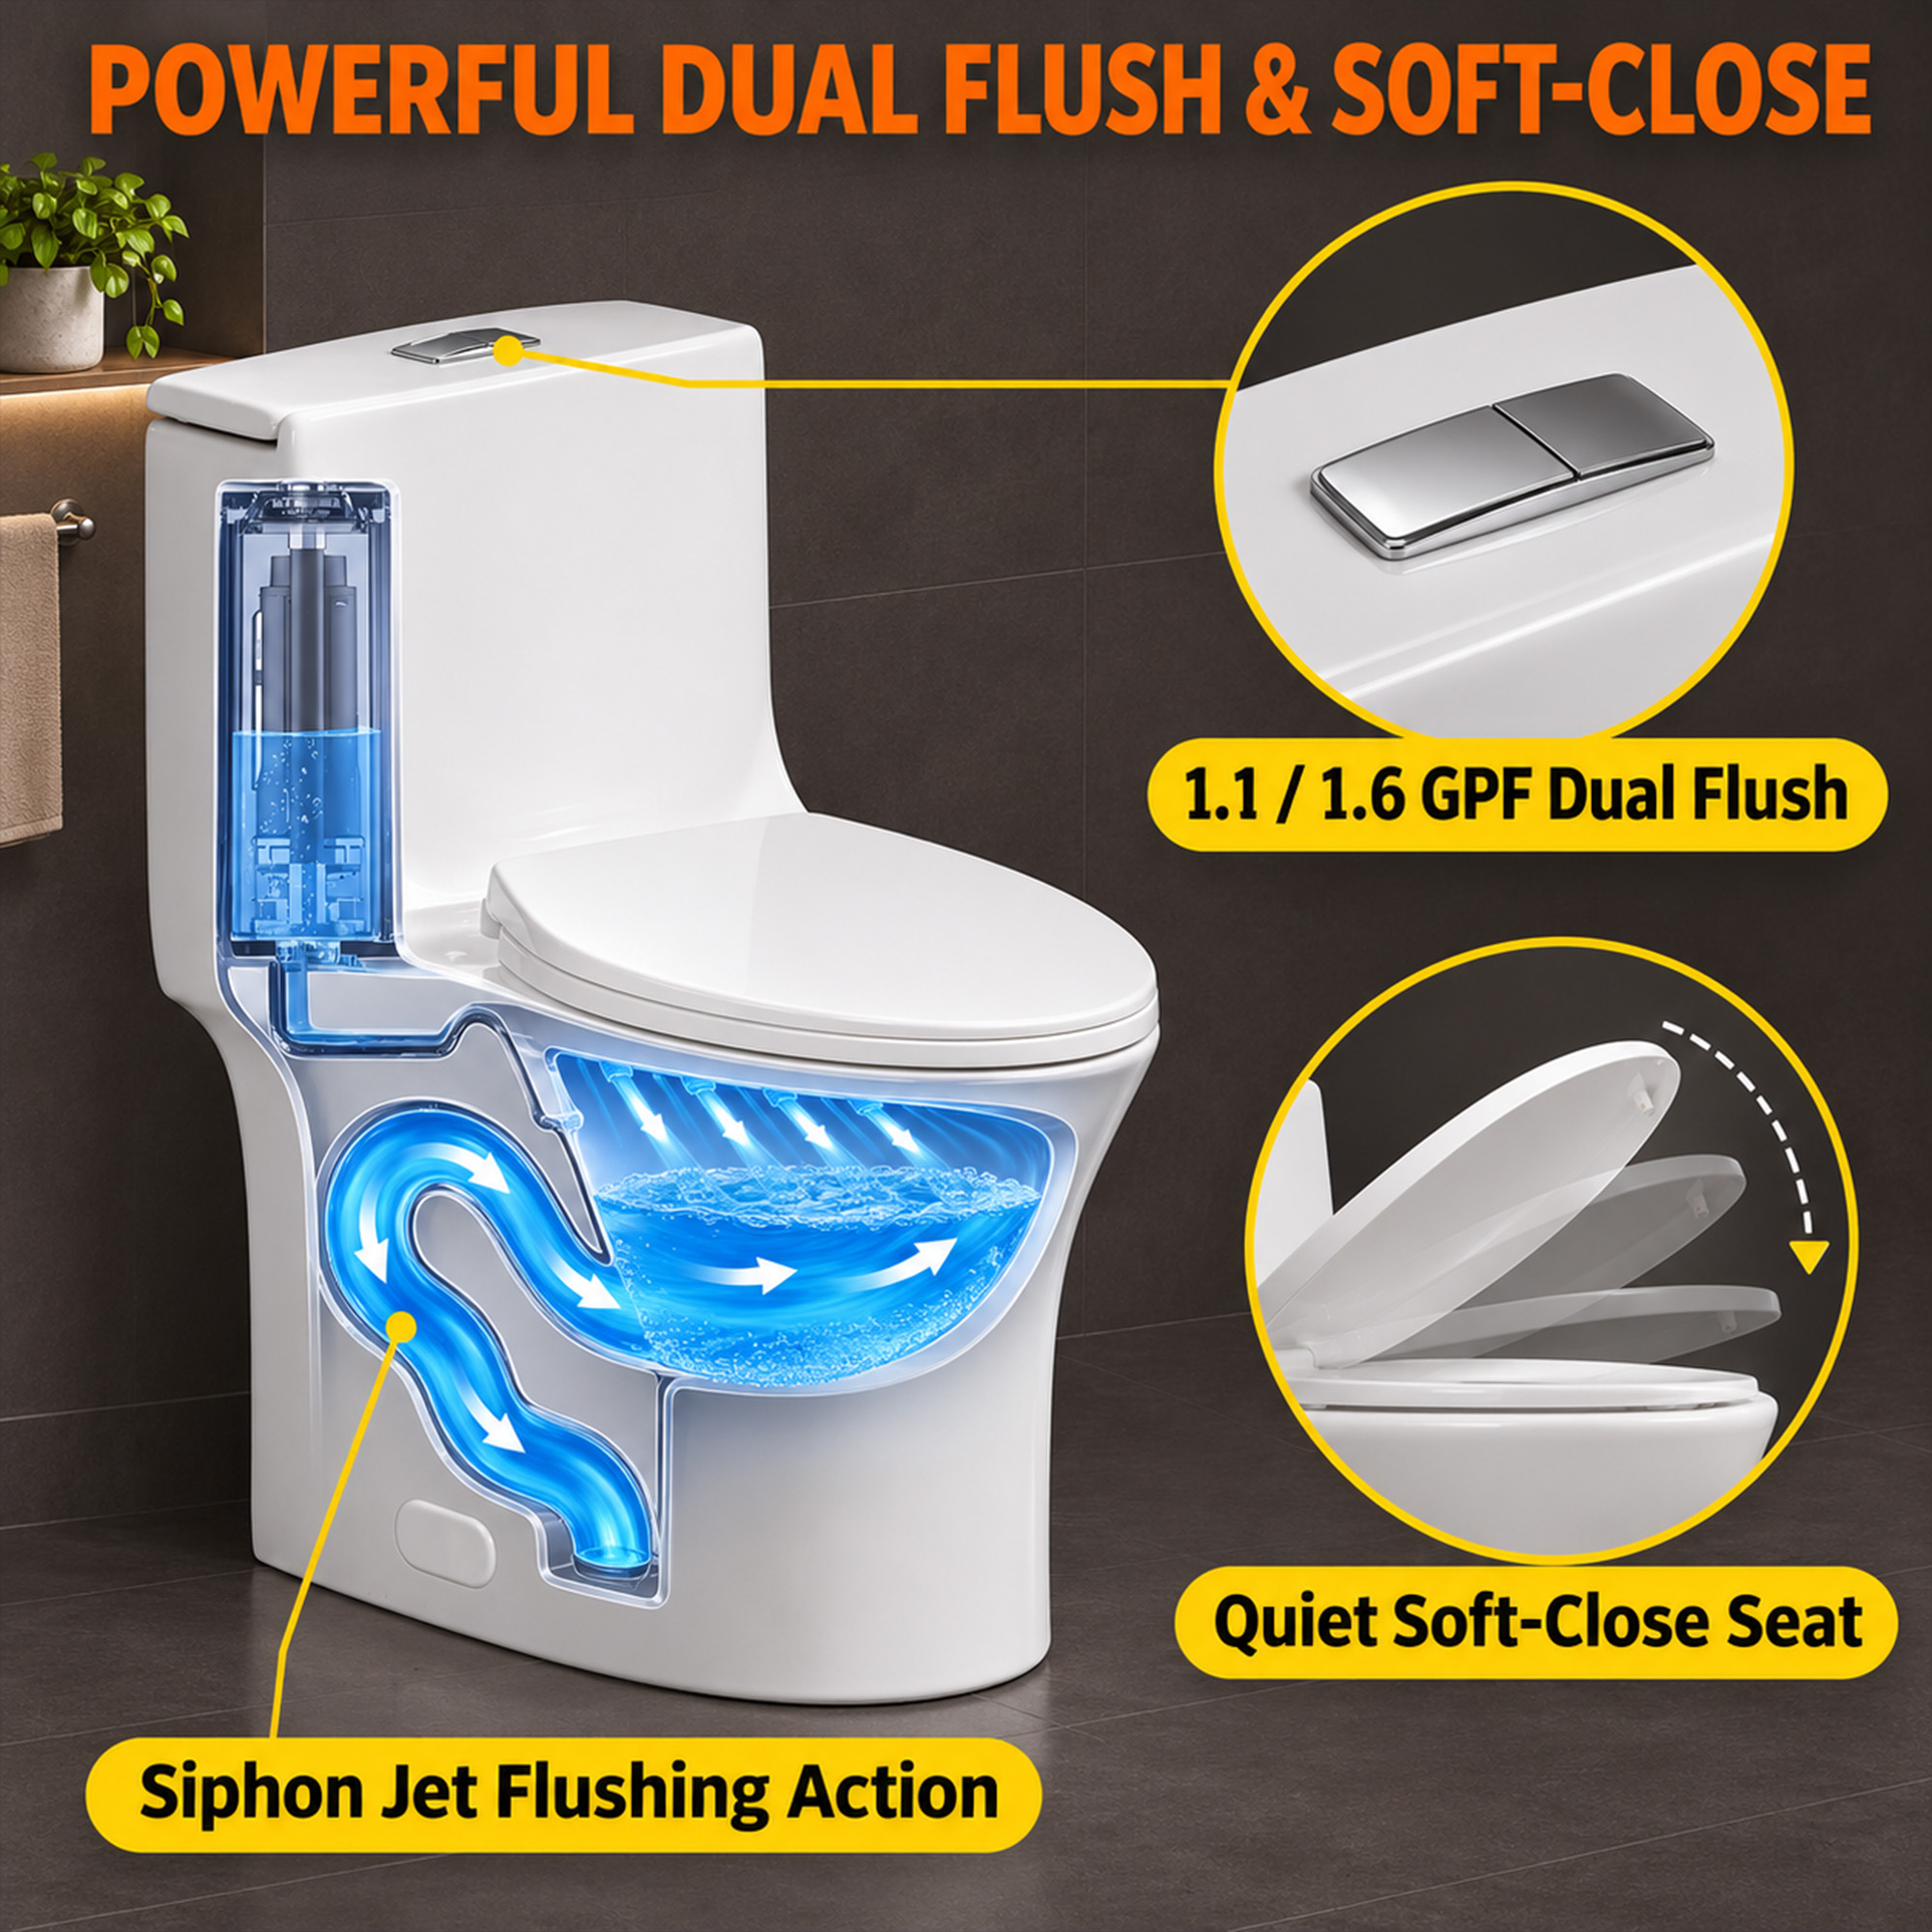 POWERFUL DUAL FLUSH & SOFT-CLOSE
1.1 / 1.6 GPF Dual Flush
Quiet Soft-Close Seat
Siphon Jet Flushing Action